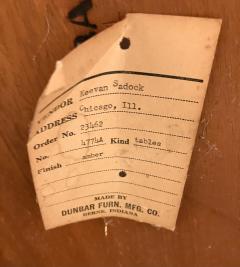 VENDOR Keevan Sadock
ADDRESS Chicago, Ill.
Order No. 23462
No. 4774A Kind tables
Finish amber
MADE BY
DUNBAR FURN. MFG. CO.
BERNE, INDIANA